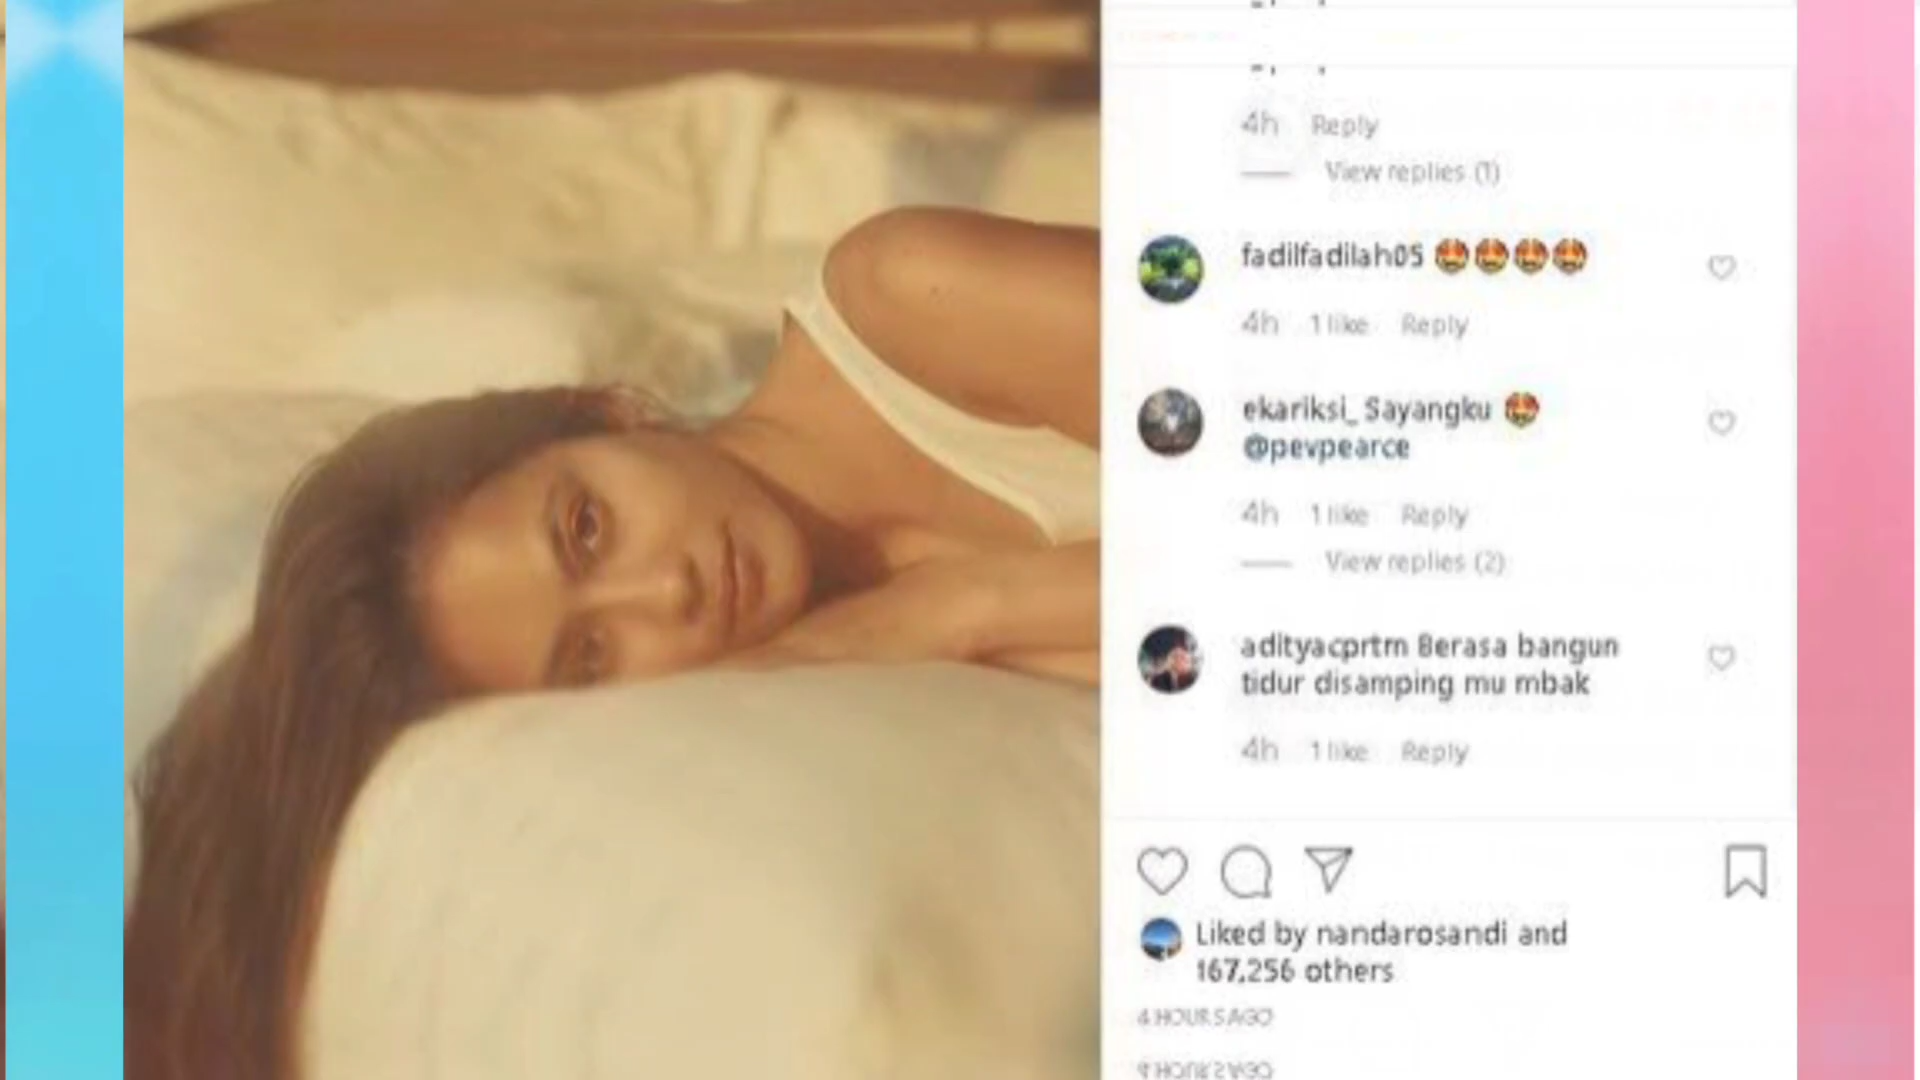 4h Reply
View replies (1)
fadilfadilah05 🤩🤩🤩🤩
4h 1 like Reply
ekariksi_ Sayangku 🤩
@pevpearce
4h 1 like Reply
View replies (2)
adityacprtm Berasa bangun
tidur disamping mu mbak
4h 1 like Reply
Liked by nandarosandi and
167,256 others
4 HOURS AGO